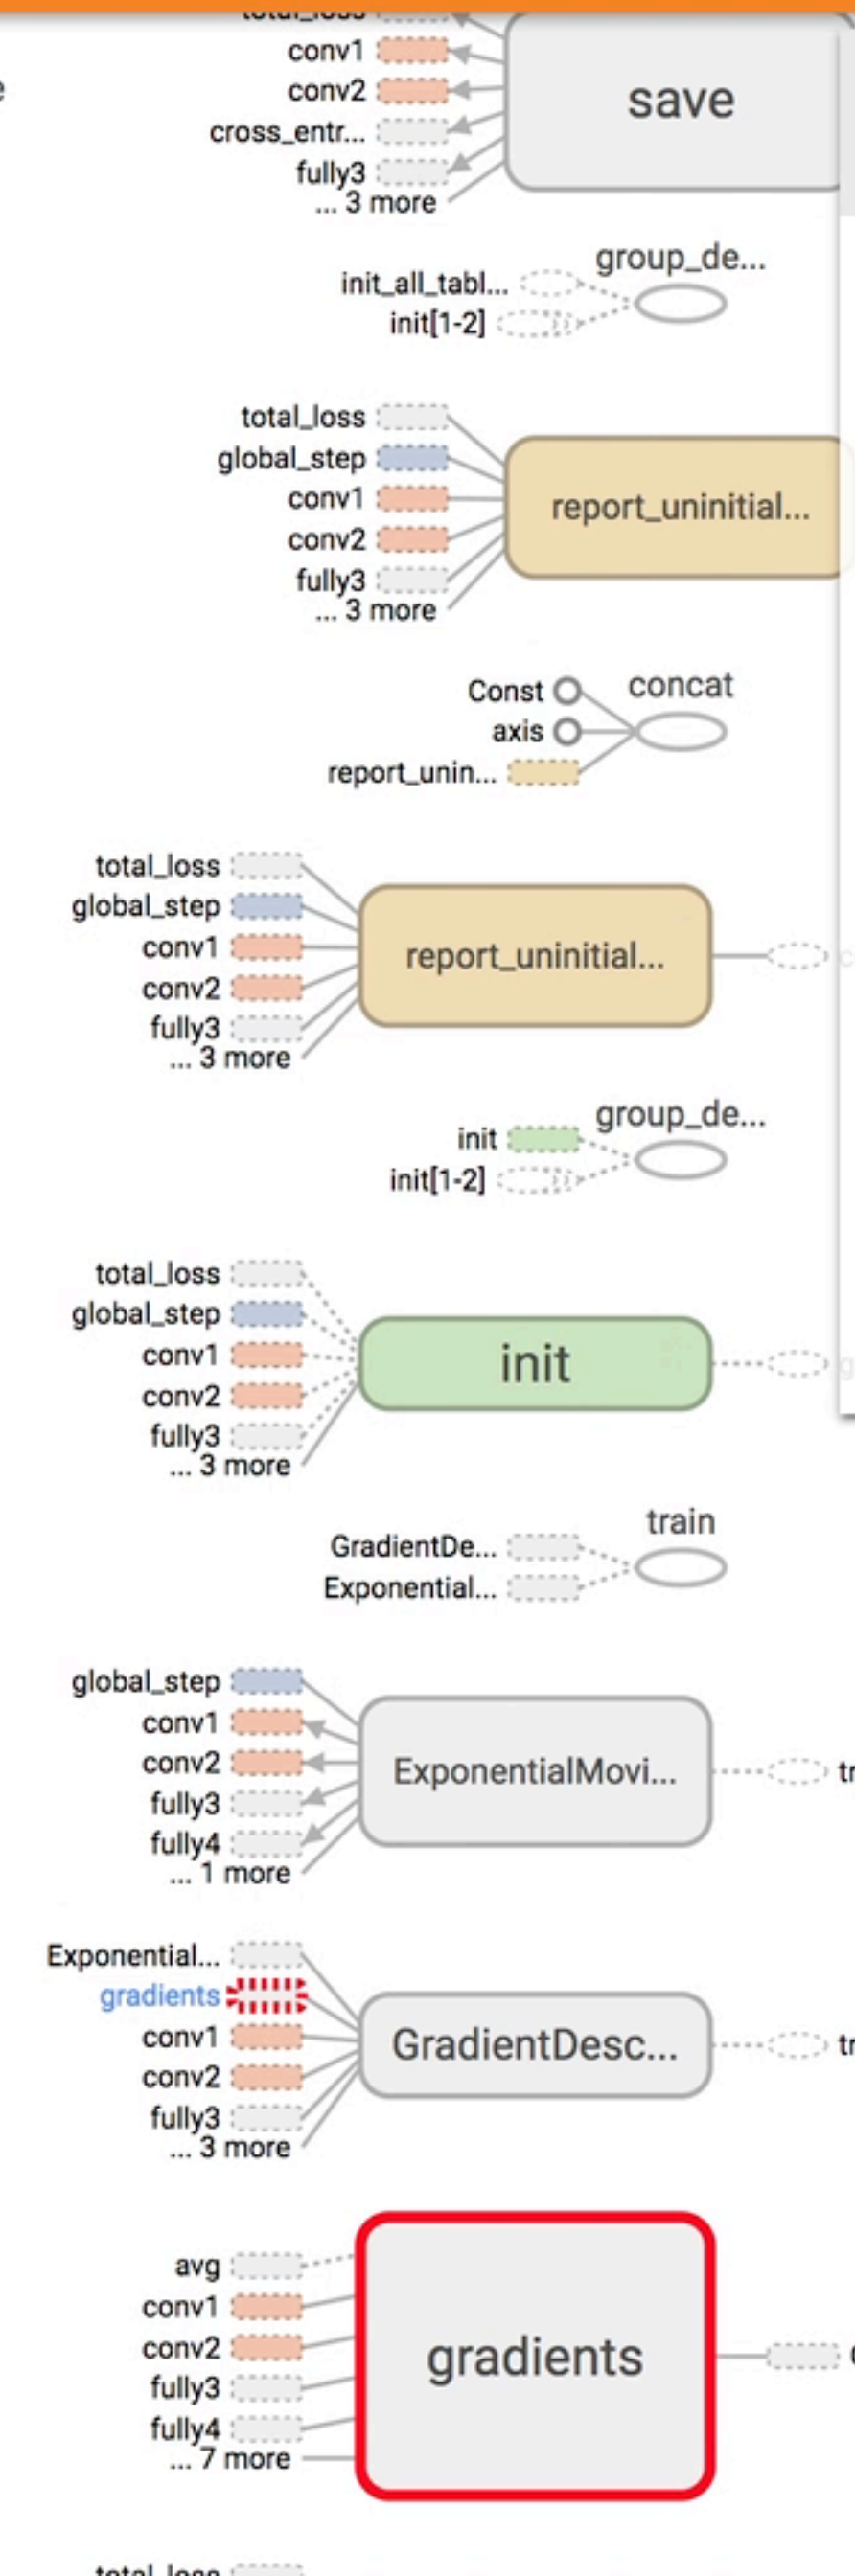 total_loss
conv1
save
conv2
cross_entr...
fully3
... 3 more
group_de...
init_all_tabl...
init[1-2]
total_loss
global_step
conv1
report_uninitial...
conv2
fully3
... 3 more
Const
concat
axis
report_unin...
total_loss
global_step
conv1
report_uninitial...
conv2
fully3
... 3 more
group_de...
init
init[1-2]
total_loss
global_step
conv1
init
conv2
fully3
... 3 more
train
GradientDe...
Exponential...
global_step
conv1
conv2
ExponentialMovi...
fully3
fully4
... 1 more
Exponential...
gradients
conv1
GradientDesc...
conv2
fully3
... 3 more
avg
conv1
conv2
gradients
fully3
fully4
... 7 more
total_loss